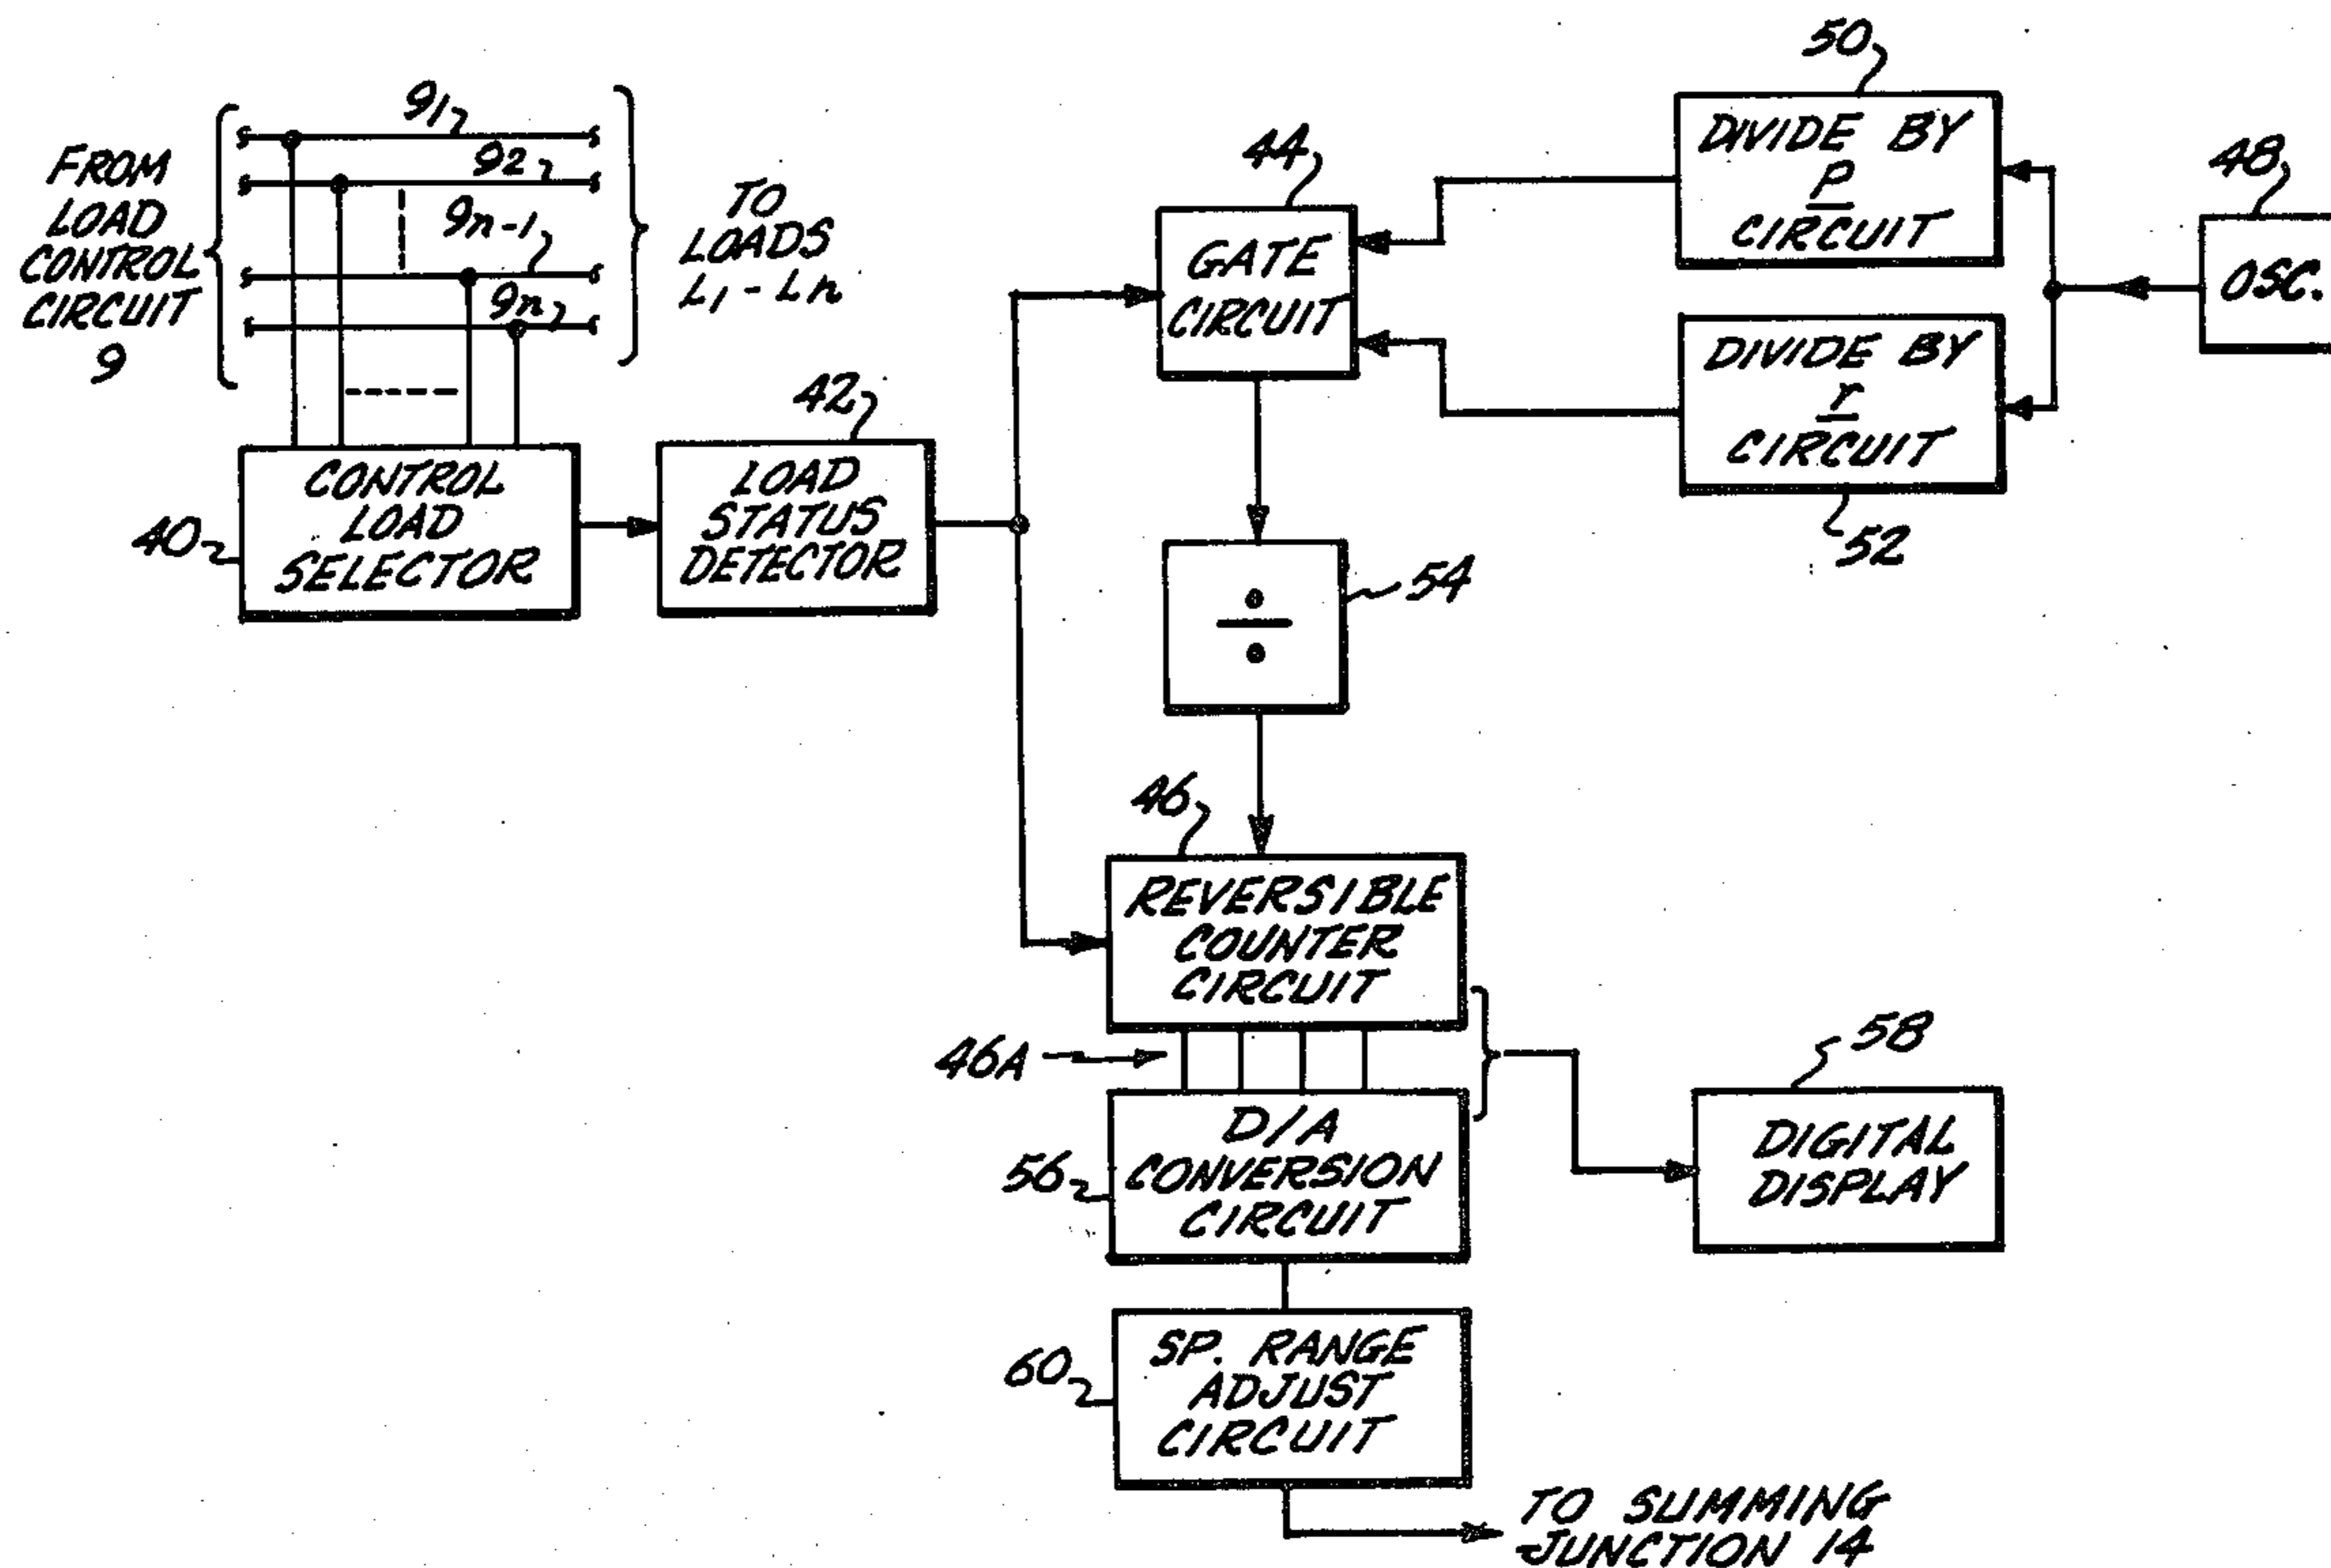 FROM
LOAD
CONTROL
CIRCUIT
9
91
92
9n-1
9n
TO
LOADS
L1 - Ln
40
CONTROL
LOAD
SELECTOR
42
LOAD
STATUS
DETECTOR
44
GATE
CIRCUIT
50
DIVIDE BY
P
CIRCUIT
48
OSC.
DIVIDE BY
r
CIRCUIT
52
÷
54
46
REVERSIBLE
COUNTER
CIRCUIT
46A
56
D/A
CONVERSION
CIRCUIT
58
DIGITAL
DISPLAY
60
SP. RANGE
ADJUST
CIRCUIT
TO SUMMING
JUNCTION 14